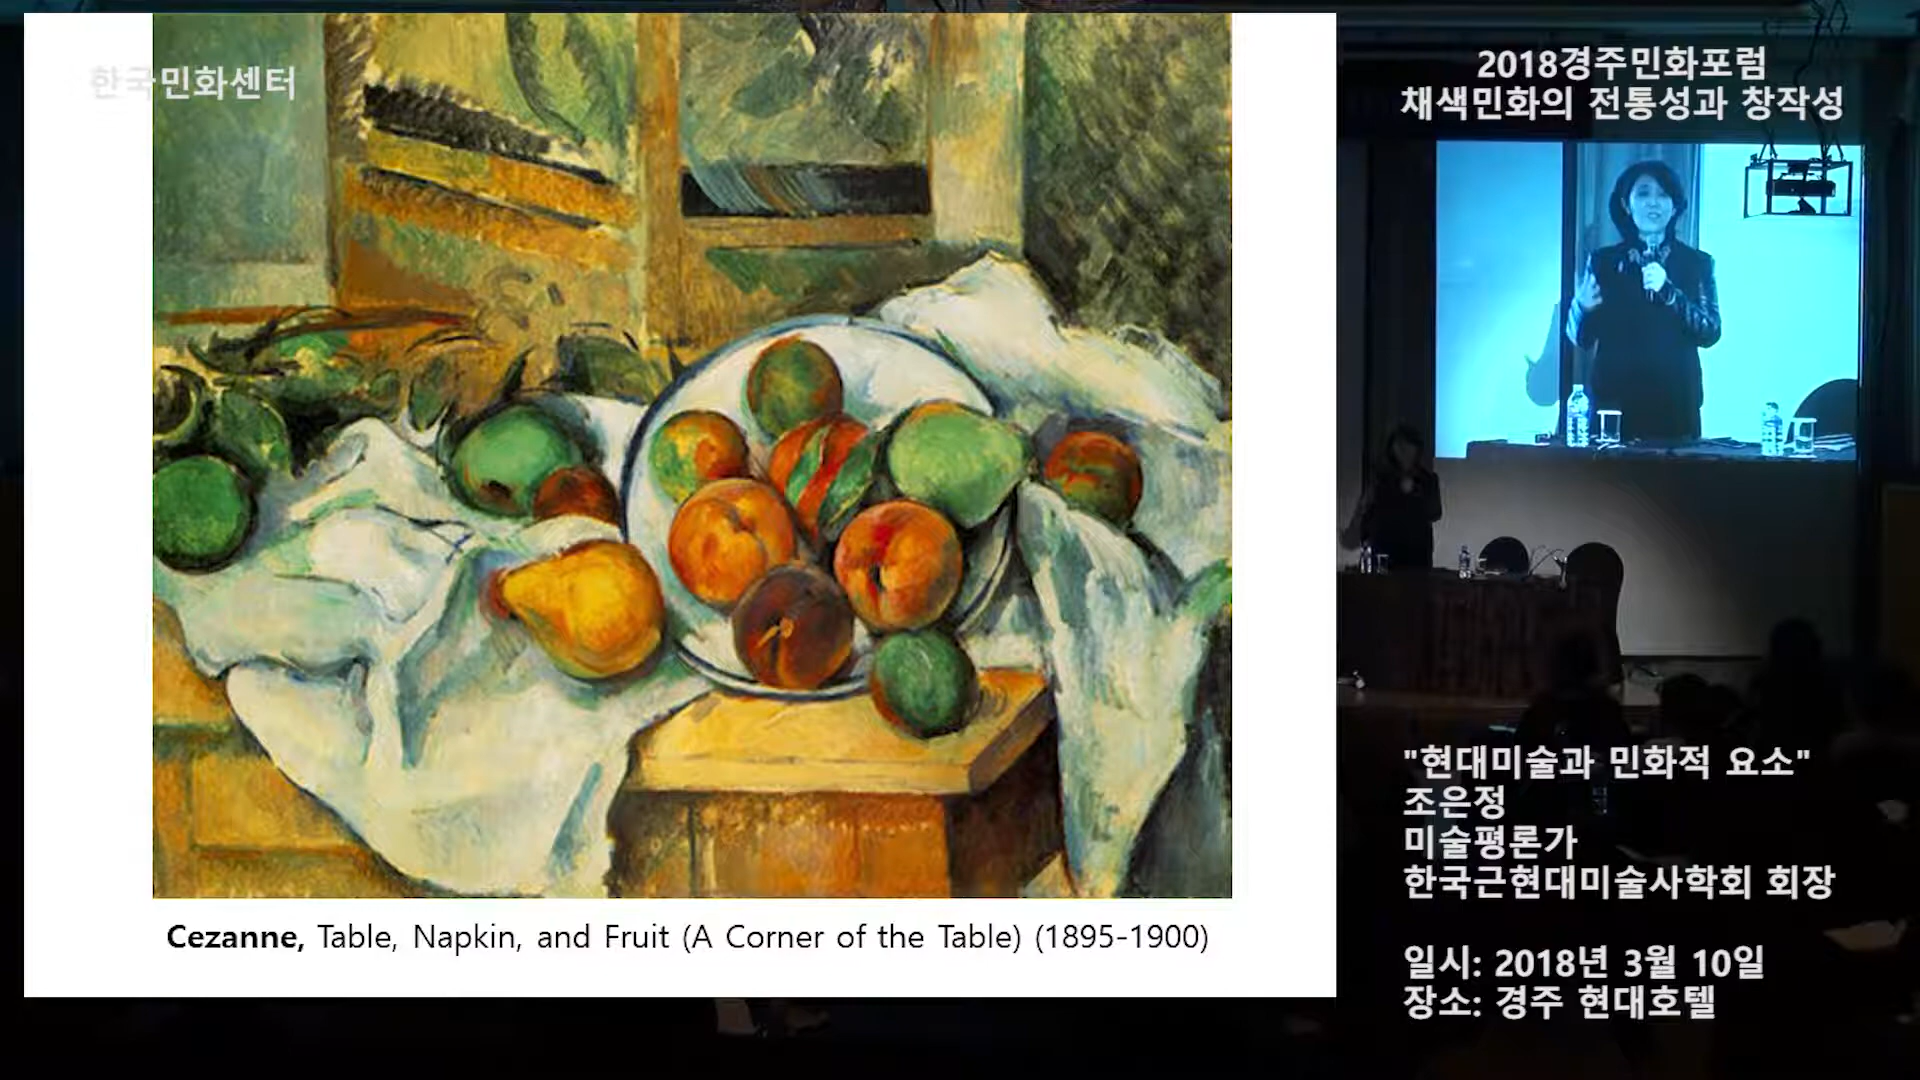 한국민화센터
2018경주민화포럼
채색민화의 전통성과 창작성
"현대미술과 민화적 요소"
조은정
미술평론가
한국근현대미술사학회 회장
일시: 2018년 3월 10일
장소: 경주 현대호텔
Cezanne, Table, Napkin, and Fruit (A Corner of the Table) (1895-1900)